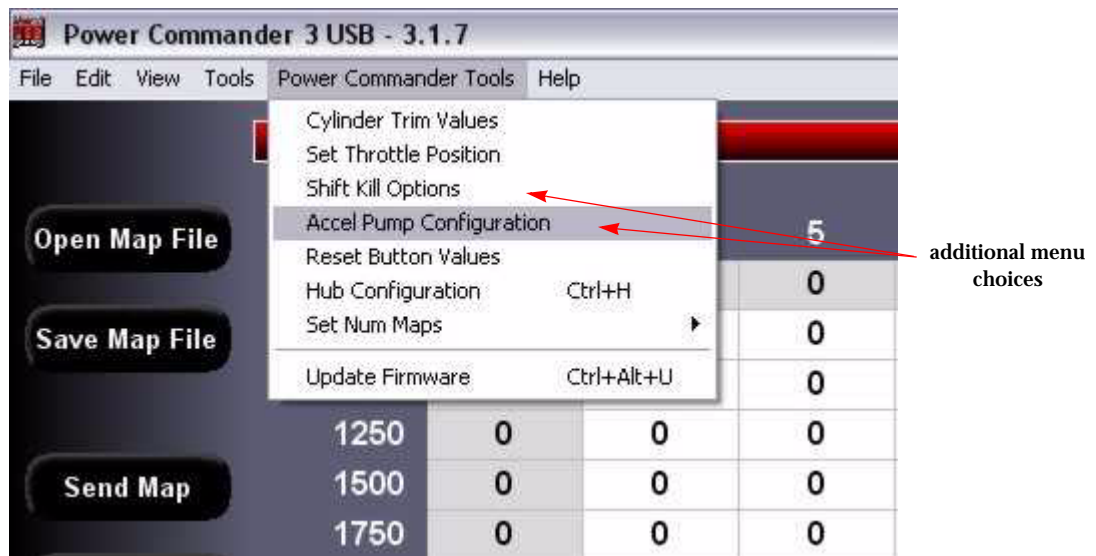 Power Commander 3 USB - 3.1.7
File Edit View Tools Power Commander Tools Help
Cylinder Trim Values
Set Throttle Position
Shift Kill Options
Accel Pump Configuration
Reset Button Values
Hub Configuration Ctrl+H
Set Num Maps
Update Firmware Ctrl+Alt+U
Open Map File
Save Map File
Send Map
5
0
0
0
1250 0 0 0
1500 0 0 0
1750 0 0 0
additional menu
choices